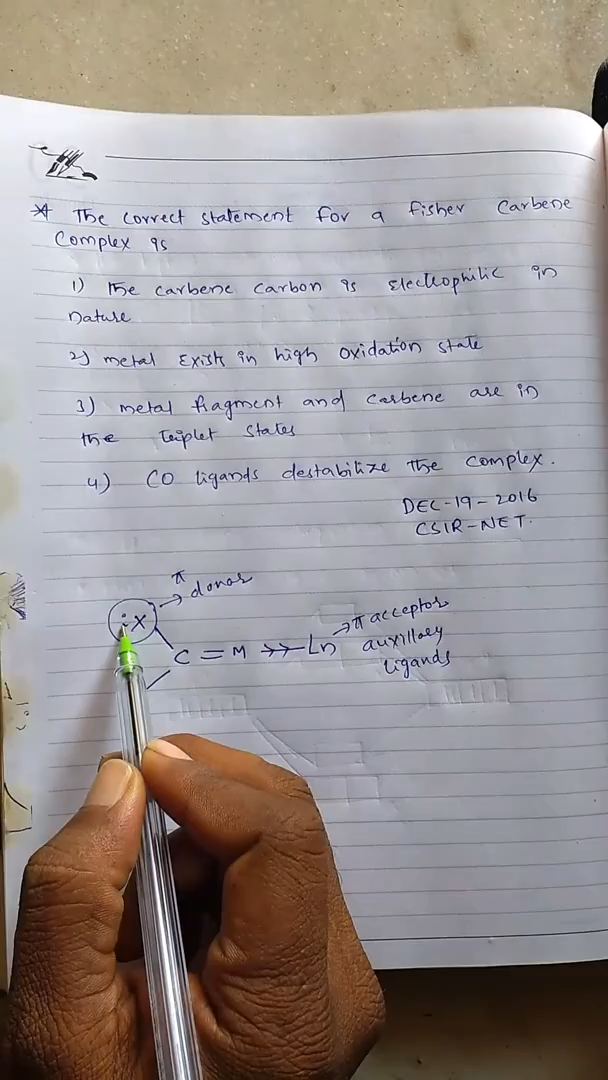 * The correct statement for a fisher carbene
Complex is
1) The carbene carbon is Electrophilic in
nature
2) metal Exists in high oxidation state
3) metal fragment and carbene are in
the triplet states
4) CO ligands destabilize the complex.
DEC-19-2016
CSIR-NET.
π
donor
:X
C = M Ln
π acceptor
auxillary
ligands